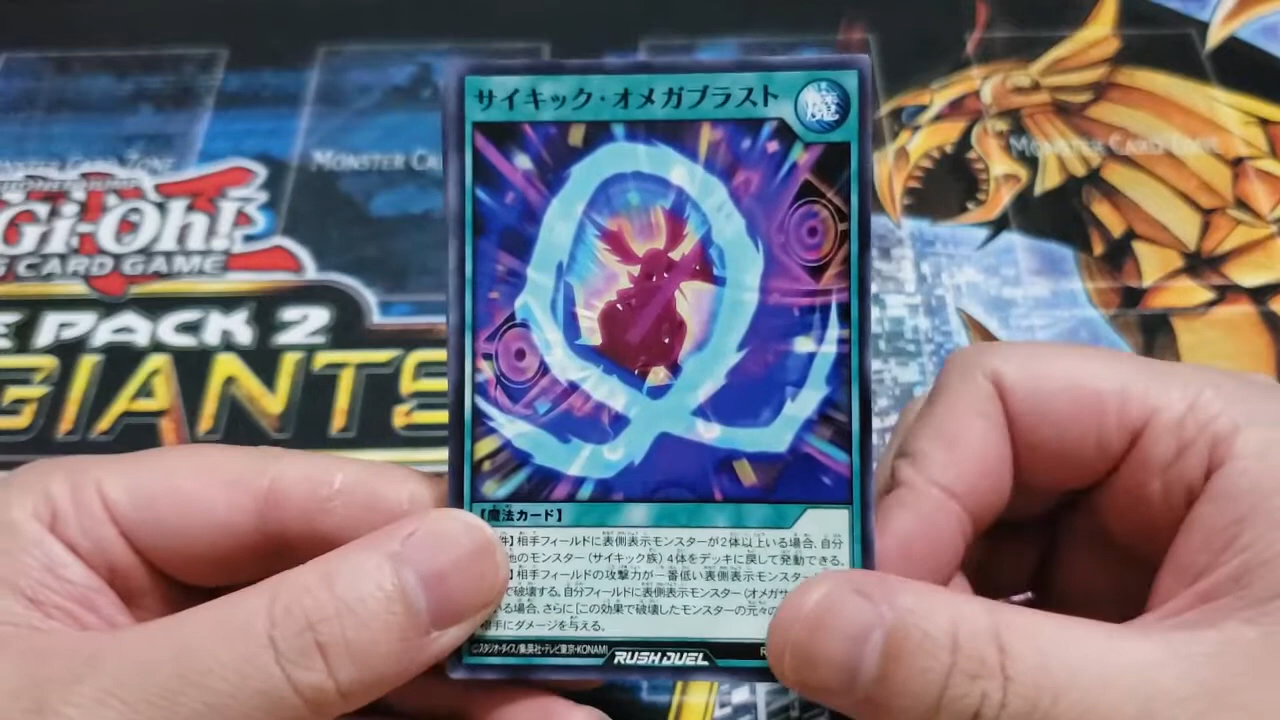 サイキック・オメガブラスト
魔
MONSTER CARD ZONE
MONSTER CA
MONSTER CARD ZONE
Gi-Oh!
CARD GAME
PACK 2
GIANTS
【魔法カード】
件】相手フィールドに表側表示モンスターが2体以上いる場合、自分
のモンスター(サイキック族)4体をデッキに戻して発動できる。
】相手フィールドの攻撃力が一番低い表側表示モンスター
で破壊する。自分フィールドに表側表示モンスター(オメガサ
いる場合、さらに[この効果で破壊したモンスターの元々の
相手にダメージを与える。
©スタジオ・ダイス/集英社・テレビ東京・KONAMI
RUSH DUEL